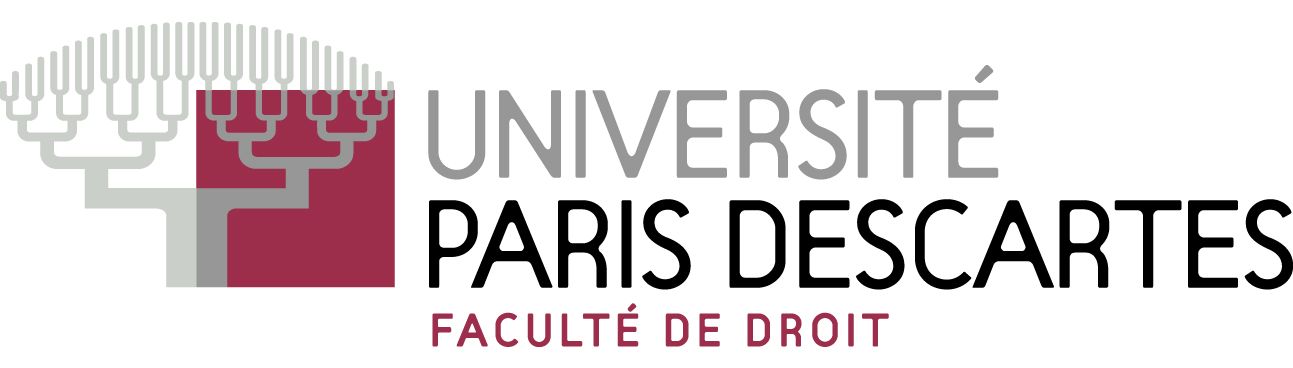 UNIVERSITÉ
PARIS DESCARTES
FACULTÉ DE DROIT